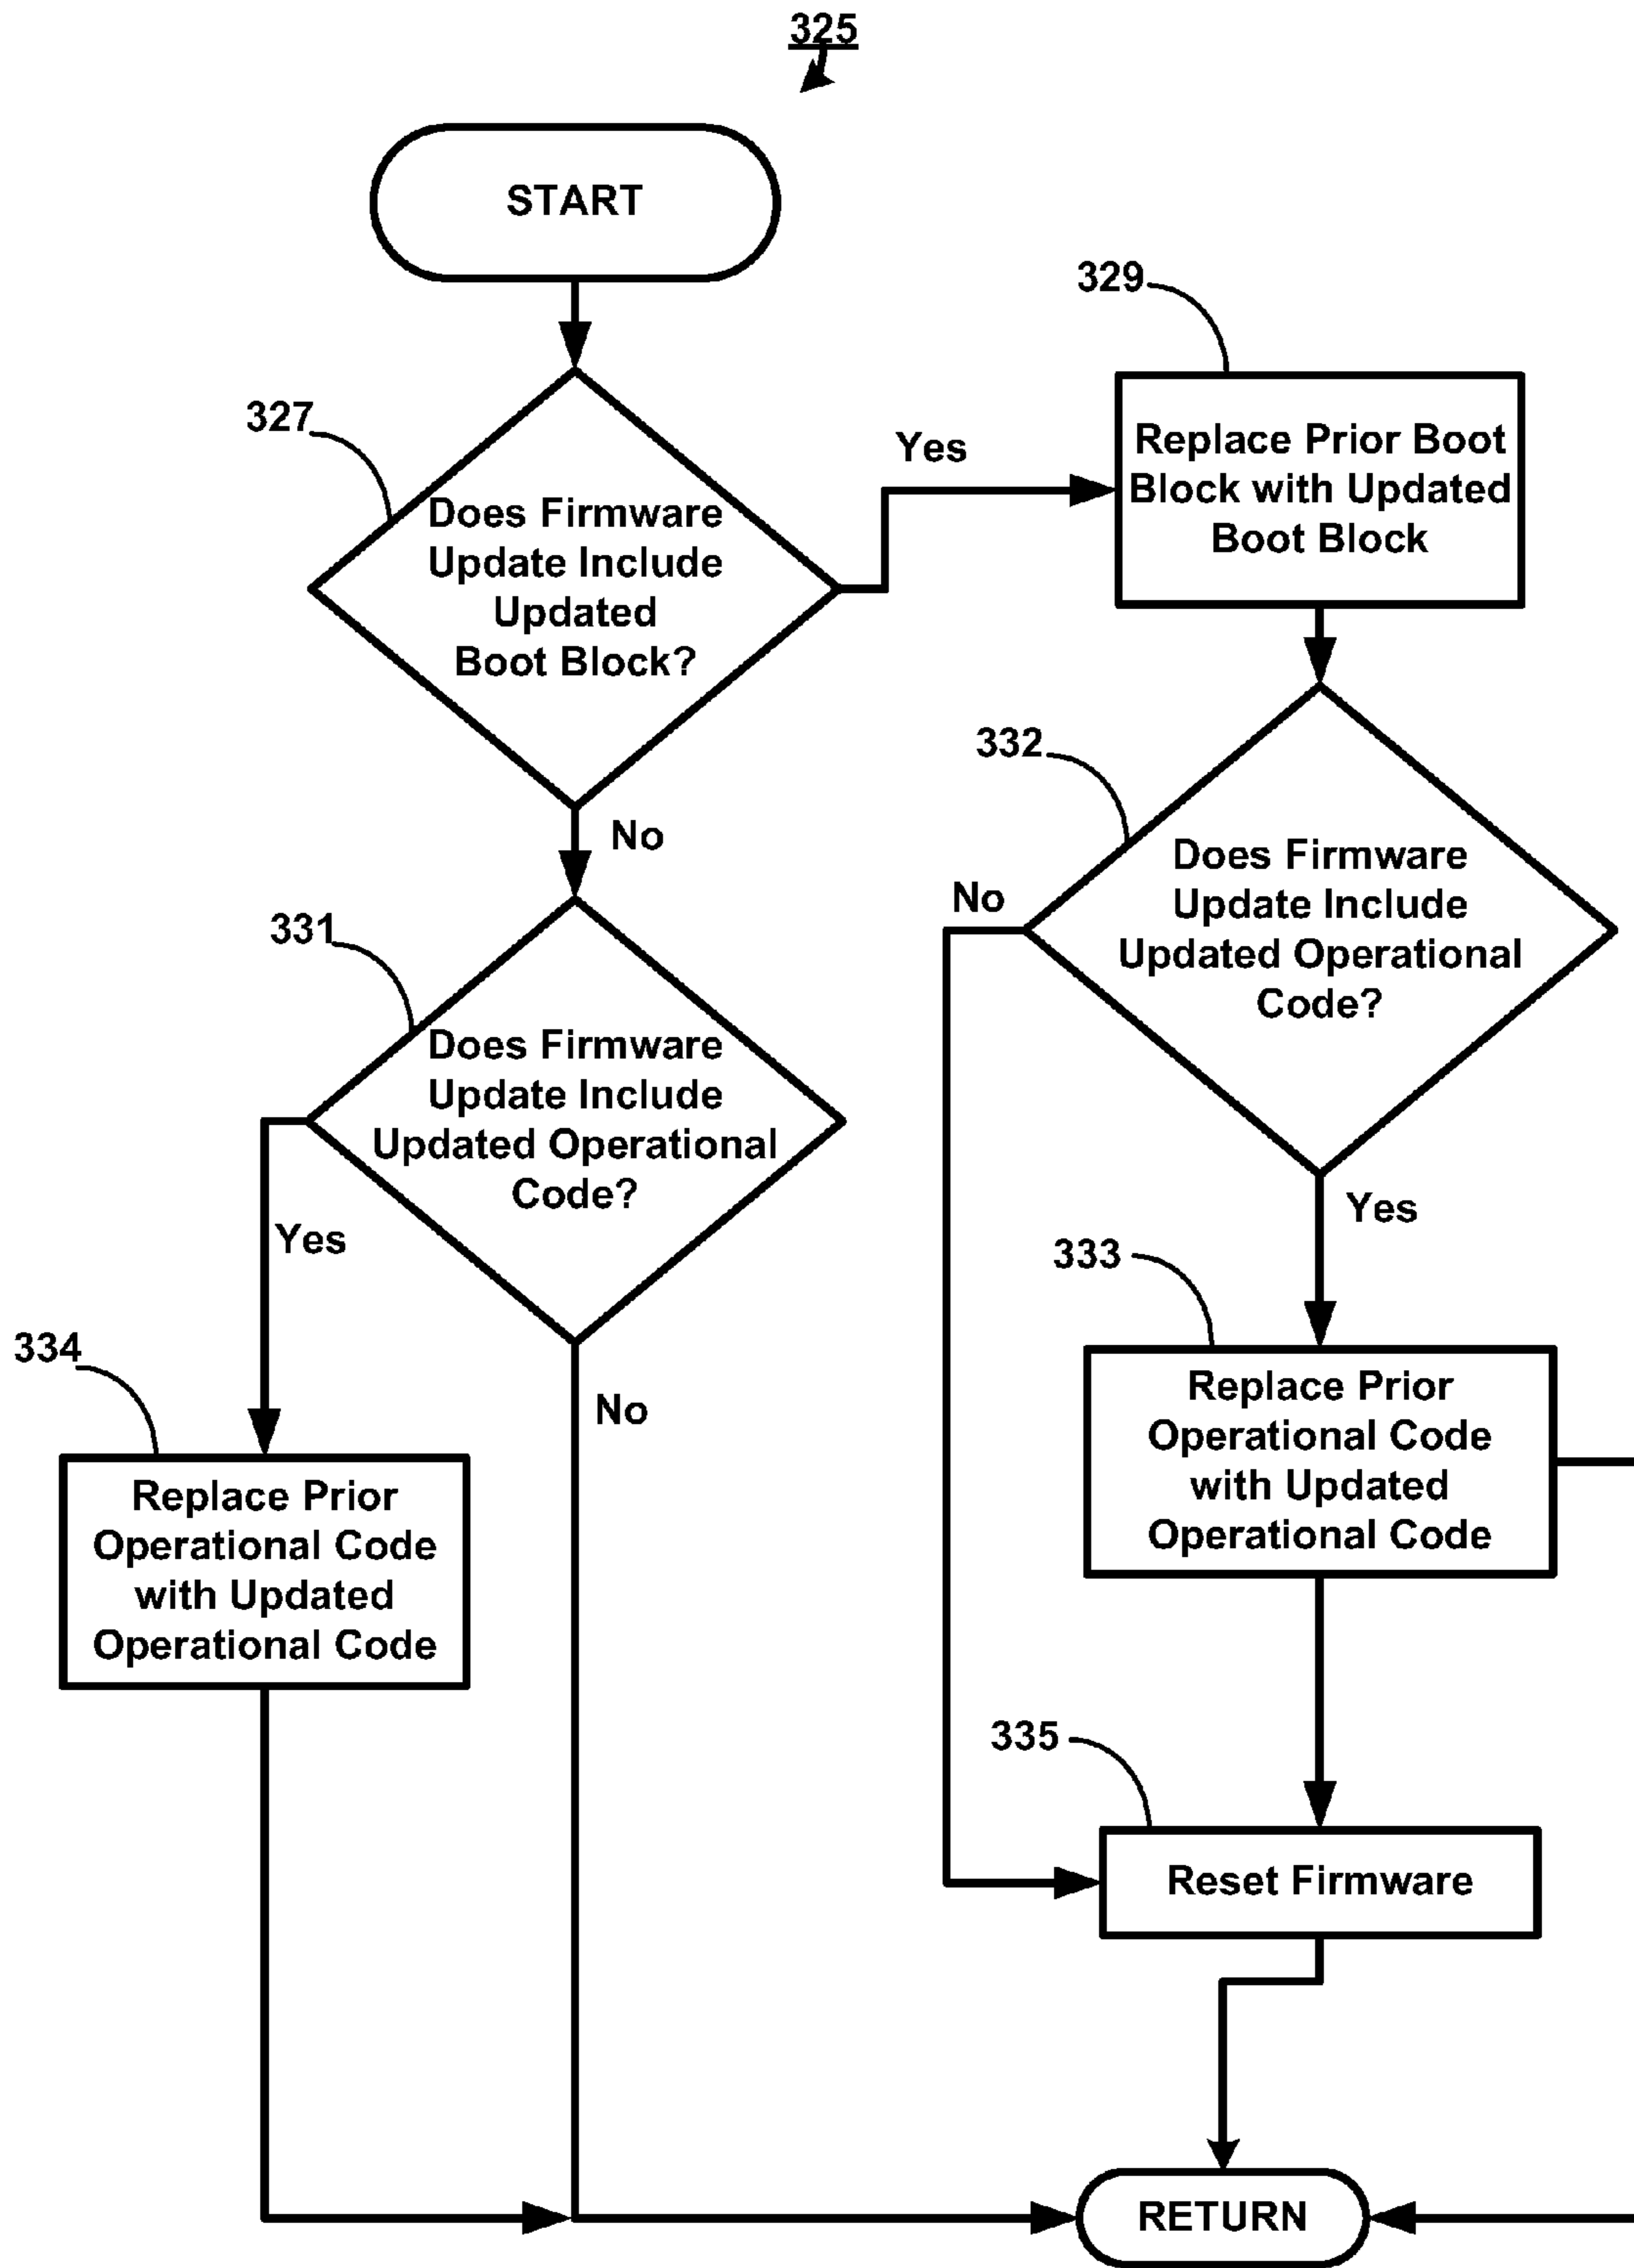 325
START
327
Does Firmware
Update Include
Updated
Boot Block?
Yes
329
Replace Prior Boot
Block with Updated
Boot Block
No
332
Does Firmware
Update Include
Updated Operational
Code?
No
Yes
331
Does Firmware
Update Include
Updated Operational
Code?
Yes
No
334
Replace Prior
Operational Code
with Updated
Operational Code
333
Replace Prior
Operational Code
with Updated
Operational Code
335
Reset Firmware
RETURN